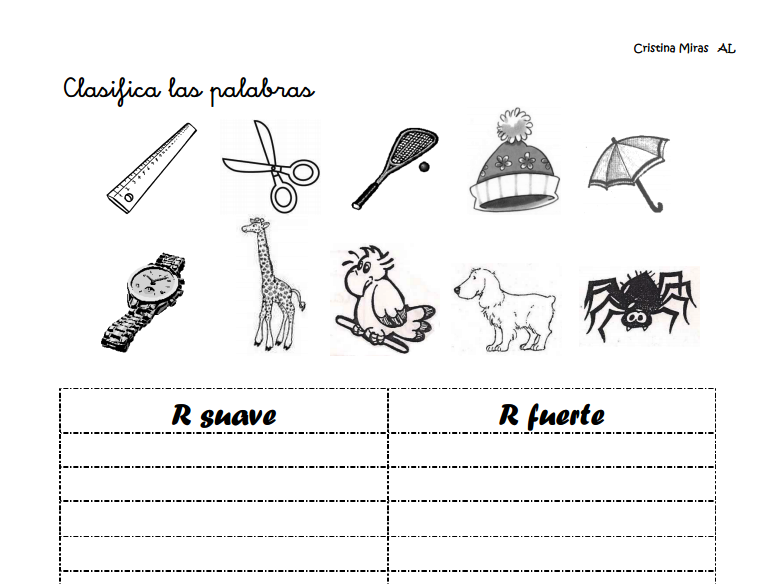 Cristina Miras AL
Clasifica las palabras
R suave R fuerte